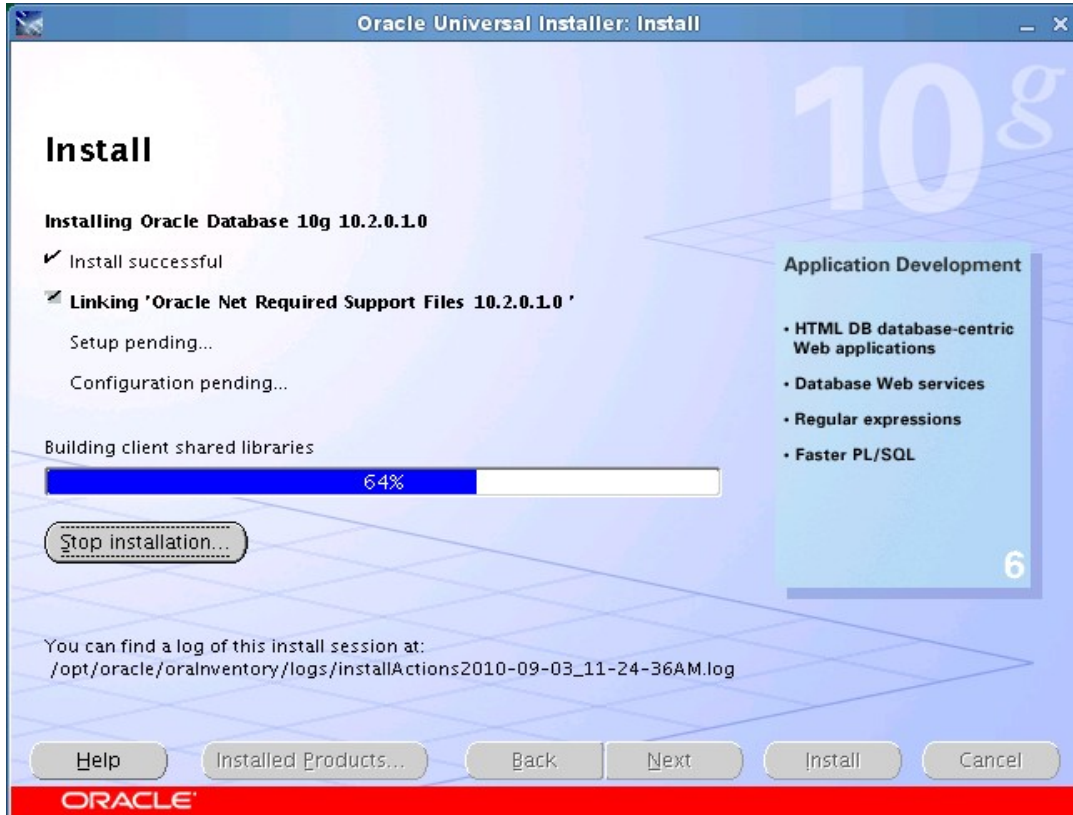 Oracle Universal Installer: Install
10g
Install
Installing Oracle Database 10g 10.2.0.1.0
Install successful
Linking 'Oracle Net Required Support Files 10.2.0.1.0 '
Setup pending...
Configuration pending...
Building client shared libraries
64%
Stop installation...
Application Development
• HTML DB database-centric
Web applications
• Database Web services
• Regular expressions
• Faster PL/SQL
6
You can find a log of this install session at:
/opt/oracle/oraInventory/logs/installActions2010-09-03_11-24-36AM.log
Help
Installed Products...
Back
Next
Install
Cancel
ORACLE